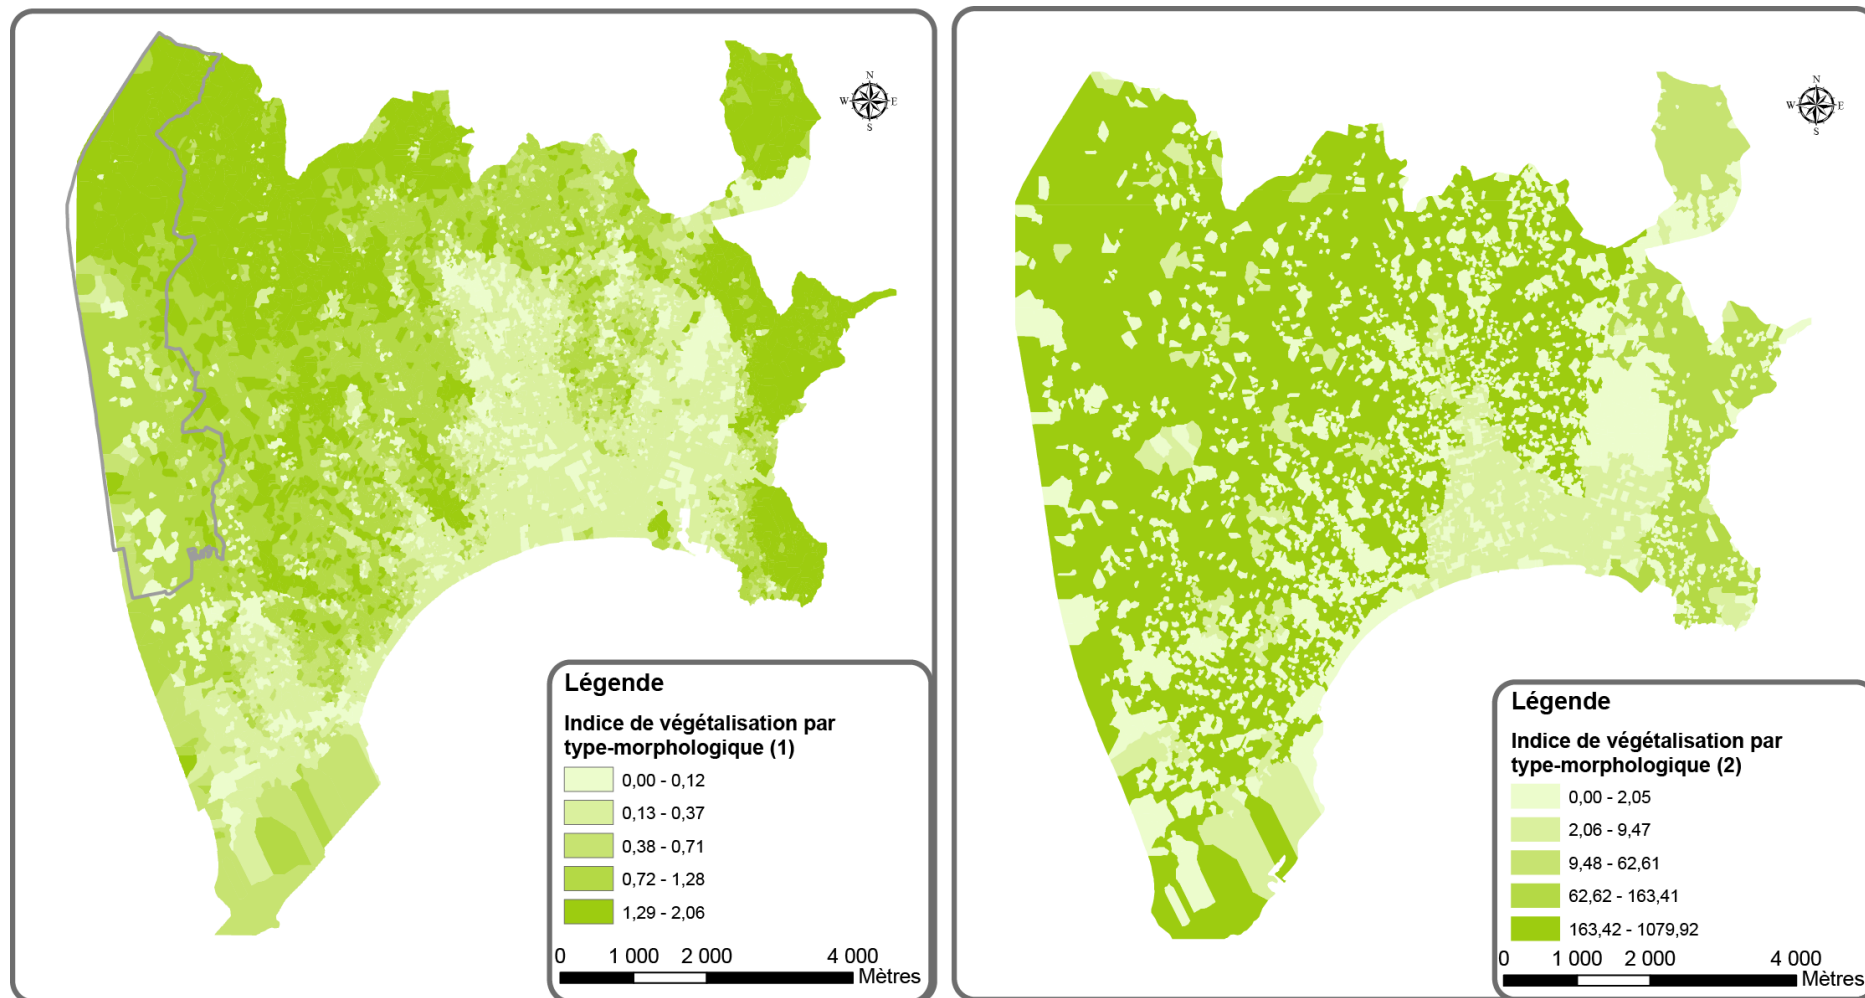 N
W E
S
Légende
Indice de végétalisation par
type-morphologique (1)
0,00 - 0,12
0,13 - 0,37
0,38 - 0,71
0,72 - 1,28
1,29 - 2,06
0 1 000 2 000 4 000
Mètres
N
W E
S
Légende
Indice de végétalisation par
type-morphologique (2)
0,00 - 2,05
2,06 - 9,47
9,48 - 62,61
62,62 - 163,41
163,42 - 1079,92
0 1 000 2 000 4 000
Mètres